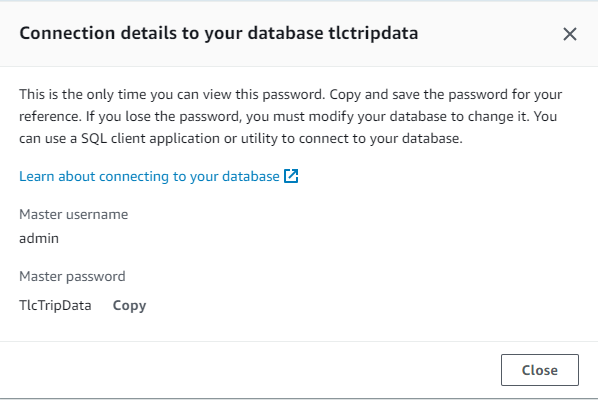 Connection details to your database tlctripdata
This is the only time you can view this password. Copy and save the password for your
reference. If you lose the password, you must modify your database to change it. You
can use a SQL client application or utility to connect to your database.
Learn about connecting to your database
Master username
admin
Master password
TlcTripData Copy
Close